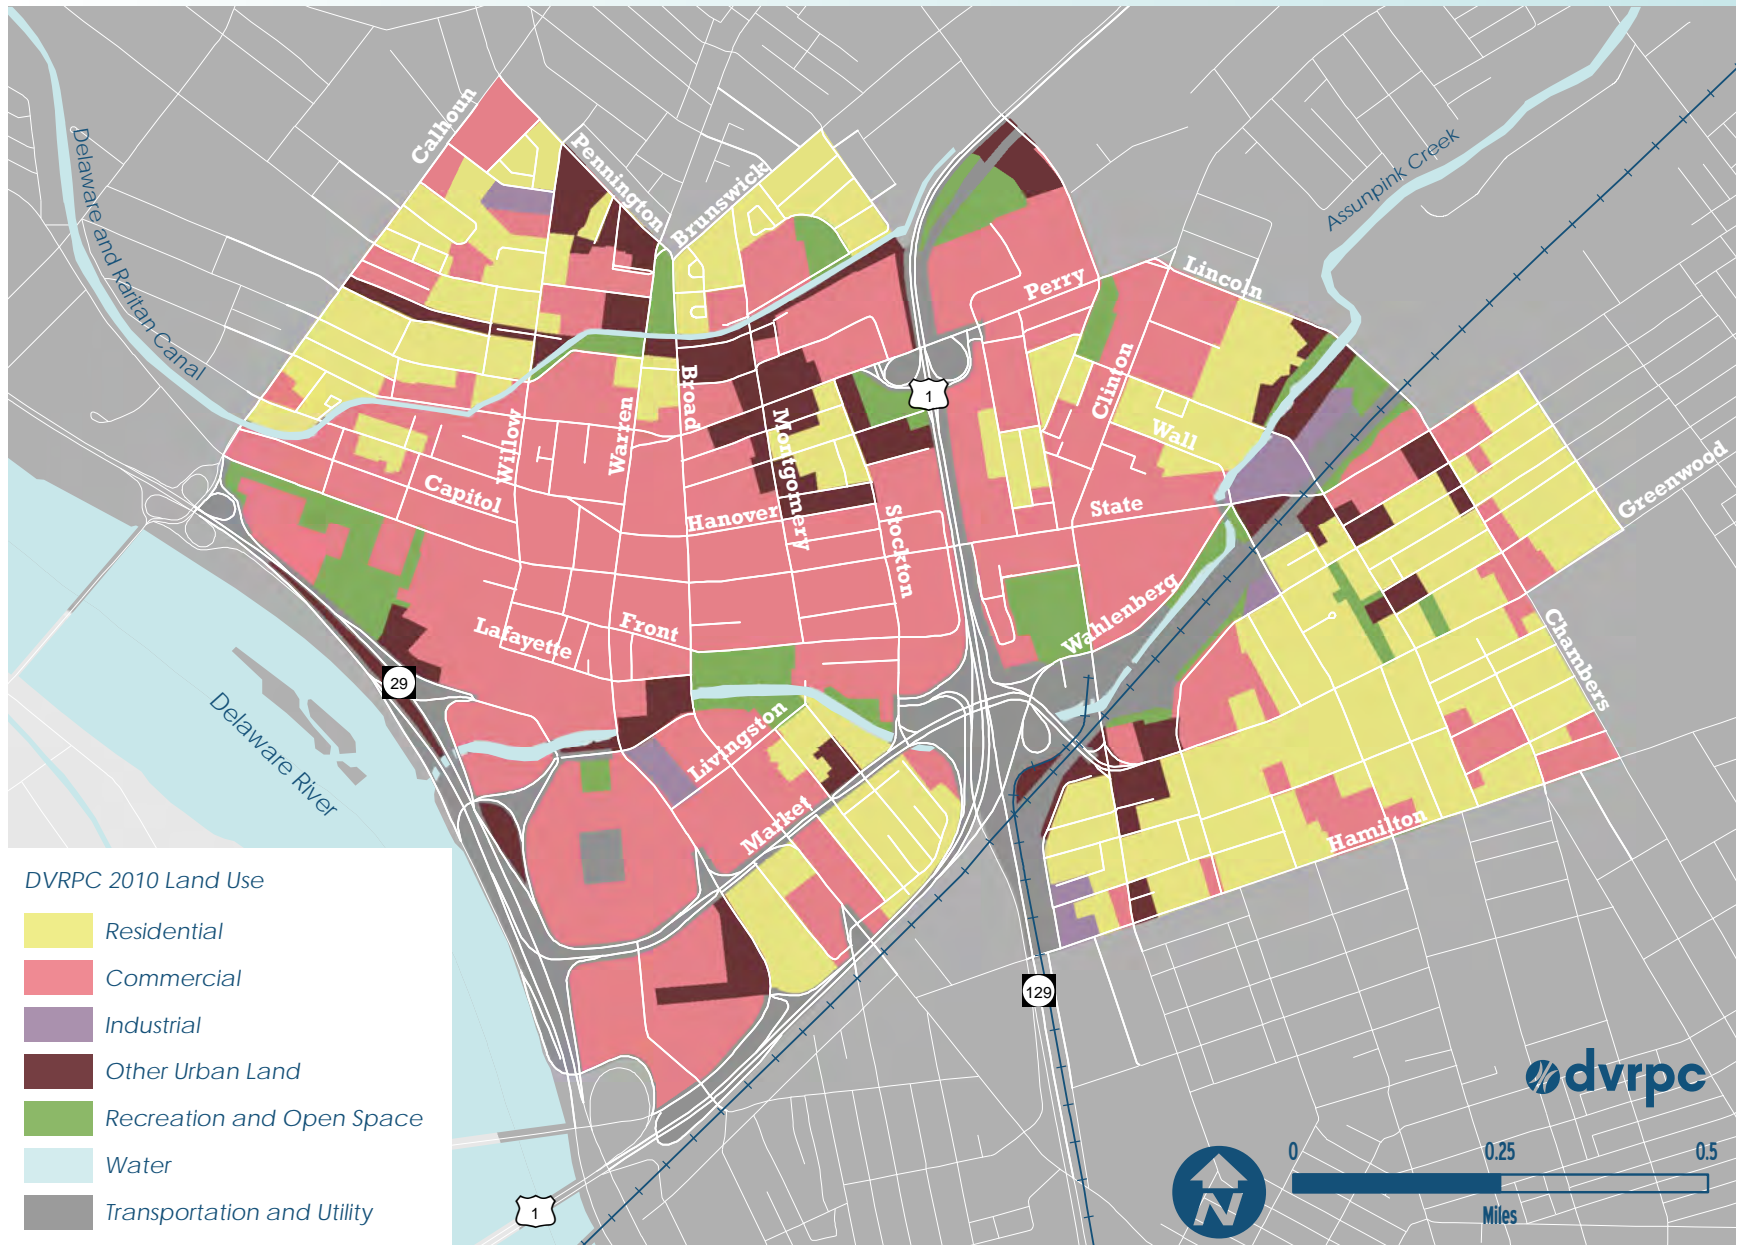 Calhoun
Pennington
Brunswick
Delaware and Raritan Canal
Assunpink Creek
Lincoln
Perry
Clinton
1
Broad
Willow
Warren
Montgomery
Wall
Capitol
Greenwood
Hanover
State
Stockton
Wahlenberg
Lafayette
Front
Chambers
29
Delaware River
Livingston
Market
Hamilton
129
1
DVRPC 2010 Land Use
Residential
Commercial
Industrial
Other Urban Land
Recreation and Open Space
Water
Transportation and Utility
dvrpc
N
0 0.25 0.5
Miles